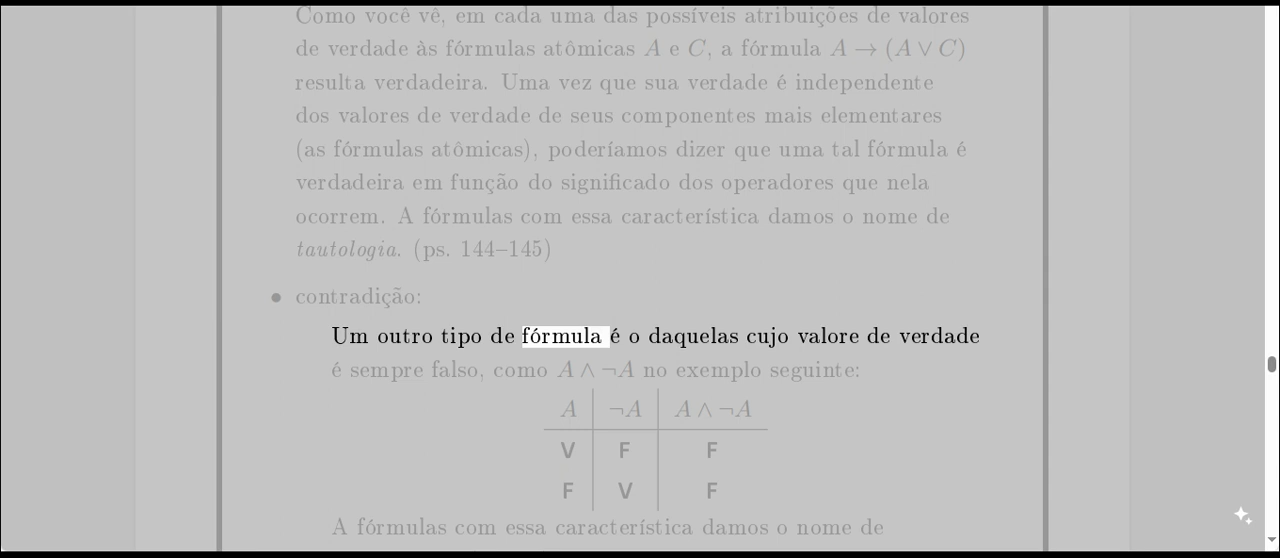 Como você vê, em cada uma das possíveis atribuições de valores
de verdade às fórmulas atômicas A e C, a fórmula A → (A ∨ C)
resulta verdadeira. Uma vez que sua verdade é independente
dos valores de verdade de seus componentes mais elementares
(as fórmulas atômicas), poderíamos dizer que uma tal fórmula é
verdadeira em função do significado dos operadores que nela
ocorrem. A fórmulas com essa característica damos o nome de
tautologia. (ps. 144–145)
• contradição:
Um outro tipo de fórmula é o daquelas cujo valore de verdade
é sempre falso, como A ∧ ¬A no exemplo seguinte:
A ¬A A ∧ ¬A
V F F
F V F
A fórmulas com essa característica damos o nome de